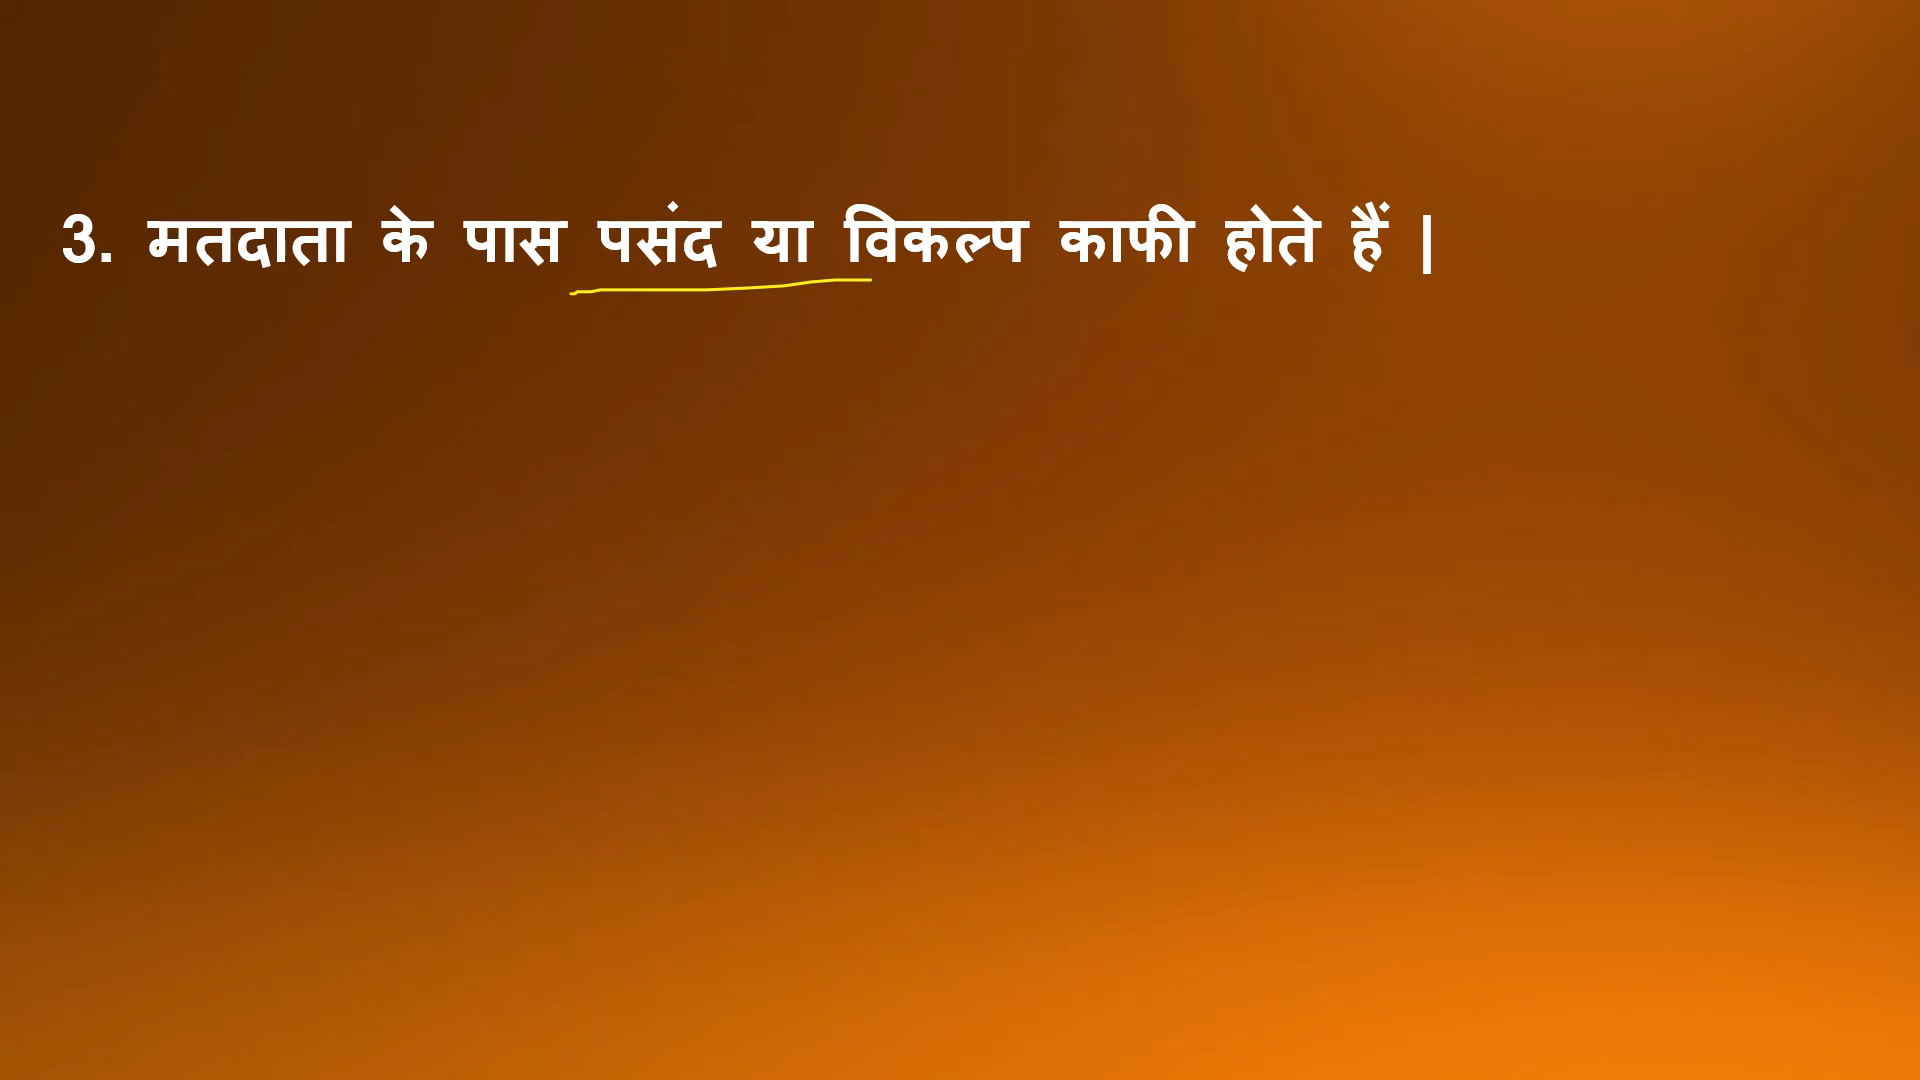 3. मतदाता के पास पसंद या विकल्प काफी होते हैं |